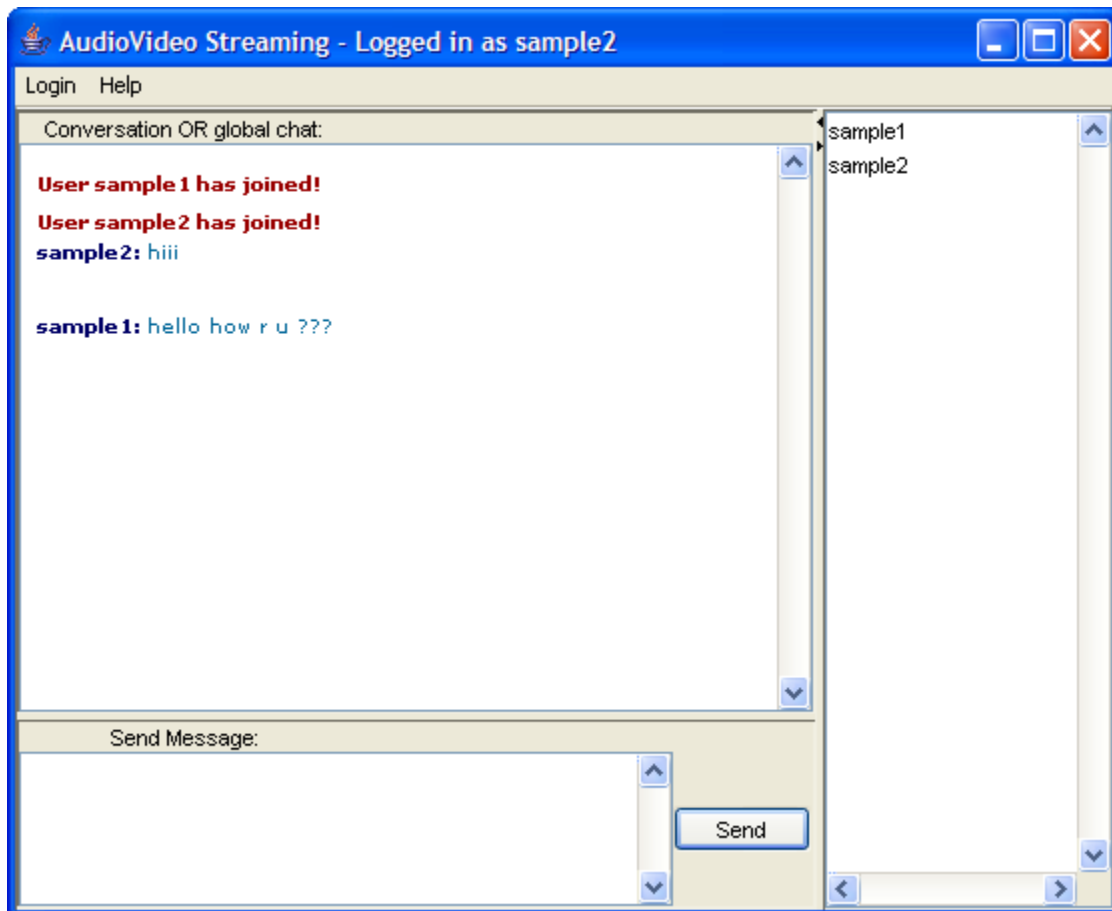 AudioVideo Streaming - Logged in as sample2
Login Help
Conversation OR global chat:
User sample1 has joined!
User sample2 has joined!
sample2: hiii
sample1: hello how r u ???
sample1
sample2
Send Message:
Send